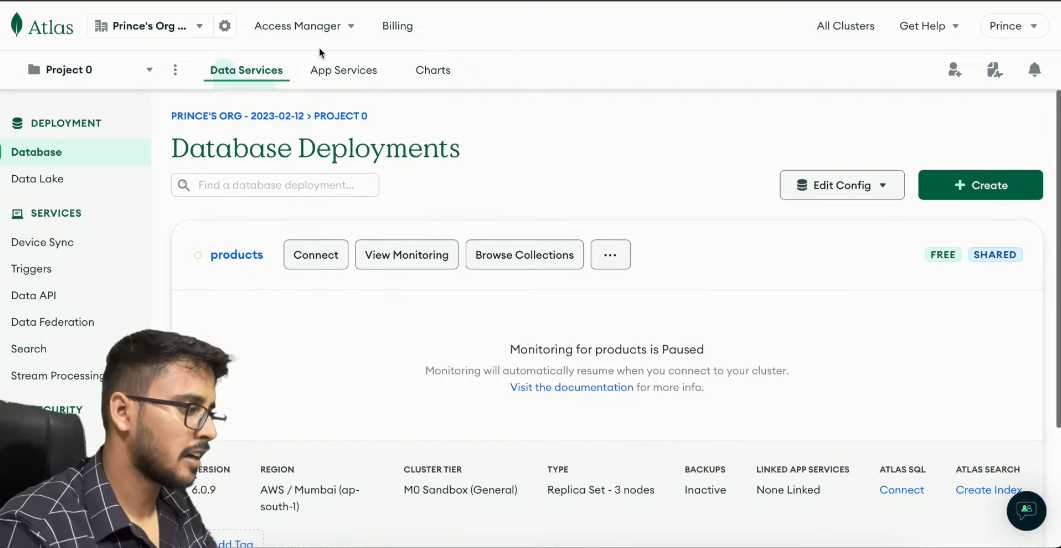 Atlas
Prince's Org ...
Access Manager
Billing
All Clusters
Get Help
Prince
Project 0
Data Services
App Services
Charts
DEPLOYMENT
Database
Data Lake
SERVICES
Device Sync
Triggers
Data API
Data Federation
Search
Stream Processing
PRINCE'S ORG - 2023-02-12 > PROJECT 0
Database Deployments
Find a database deployment...
Edit Config
+ Create
products
Connect
View Monitoring
Browse Collections
...
FREE
SHARED
Monitoring for products is Paused
Monitoring will automatically resume when you connect to your cluster.
Visit the documentation for more info.
REGION
CLUSTER TIER
TYPE
BACKUPS
LINKED APP SERVICES
ATLAS SQL
ATLAS SEARCH
6.0.9
AWS / Mumbai (ap-
south-1)
M0 Sandbox (General)
Replica Set - 3 nodes
Inactive
None Linked
Connect
Create Index
Tag